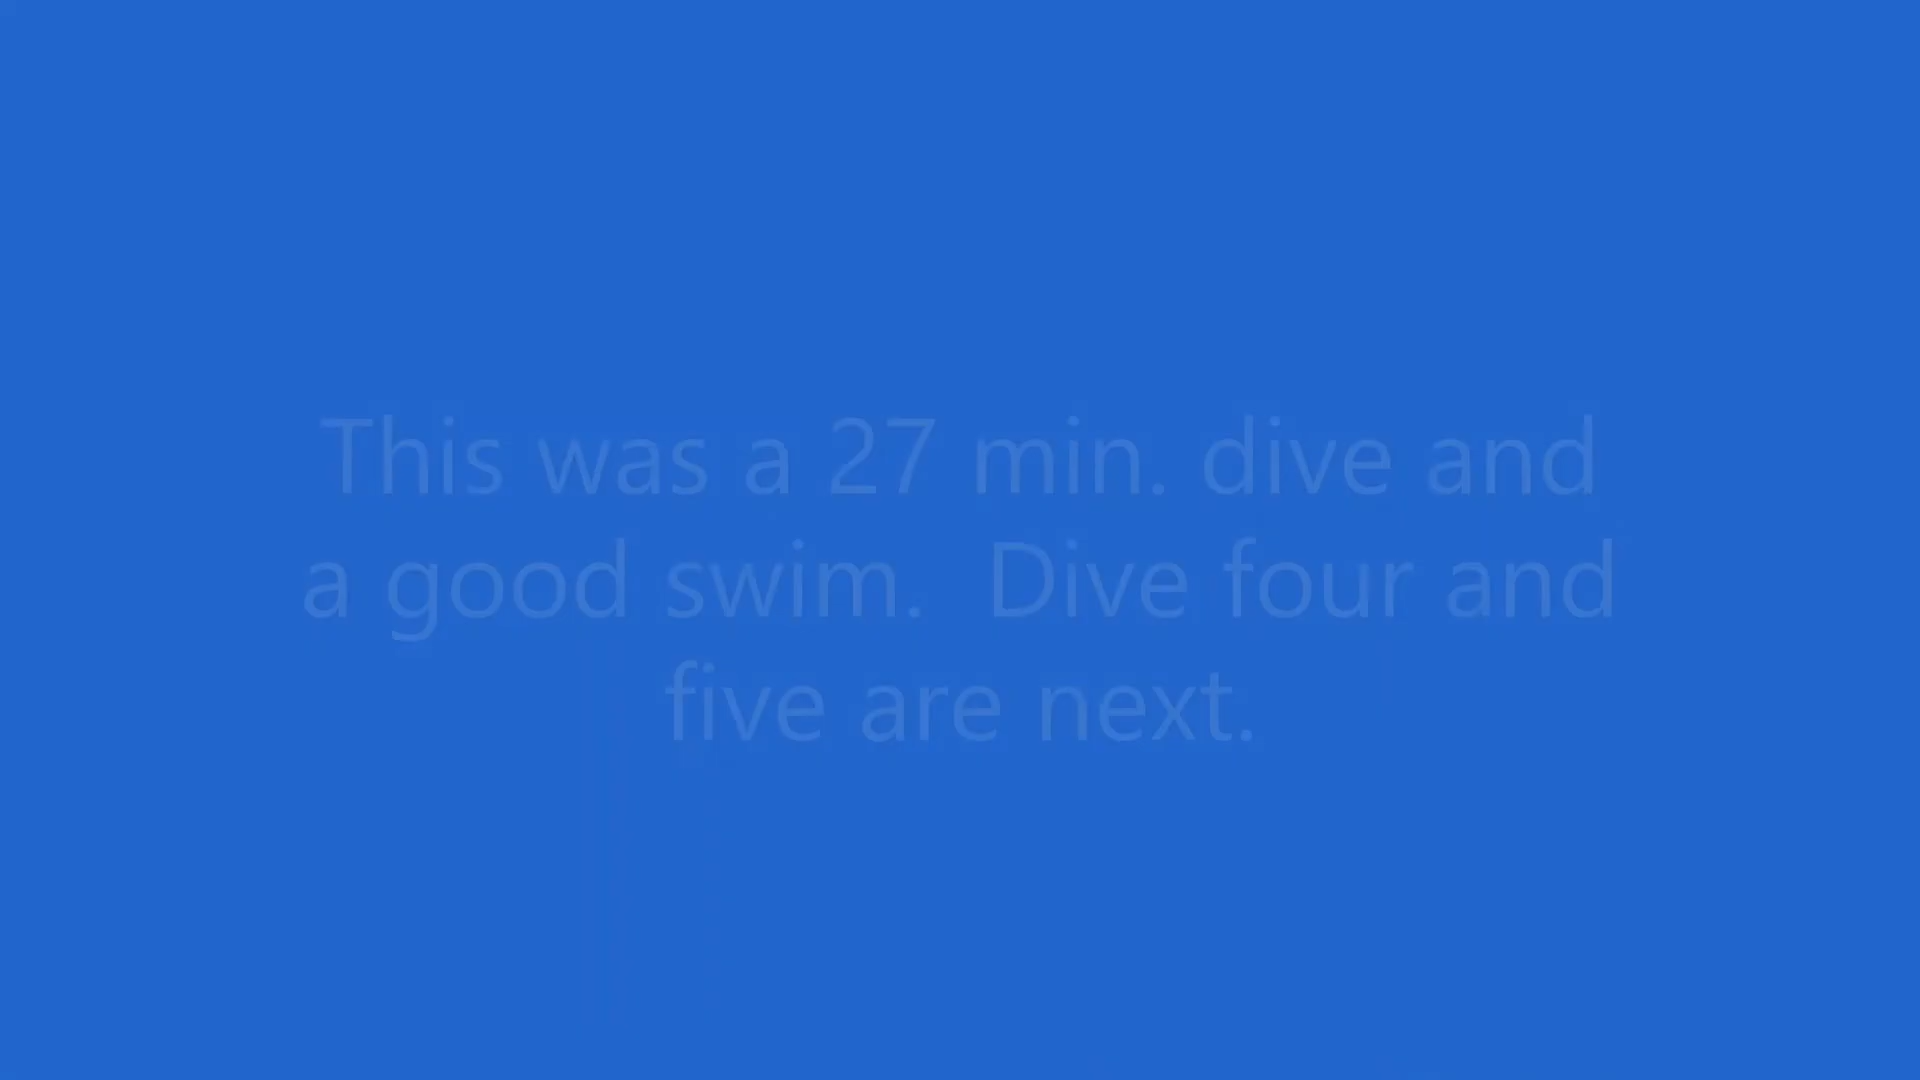 This was a 27 min. dive and
a good swim.  Dive four and
five are next.